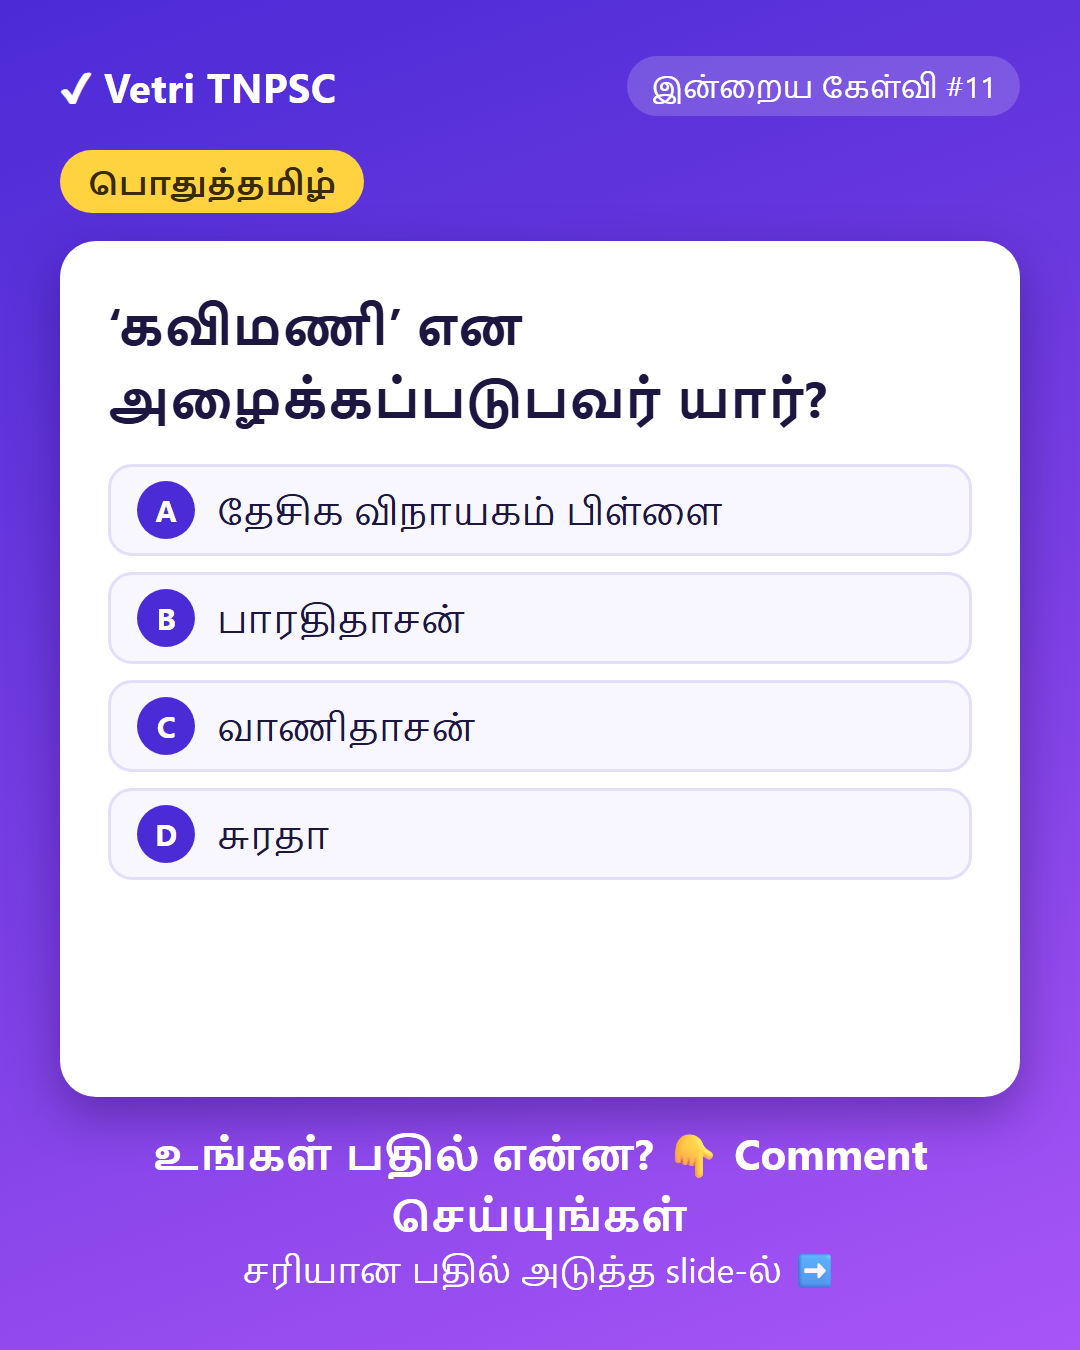 ✓ Vetri TNPSC
இன்றைய கேள்வி #11
பொதுத்தமிழ்
‘கவிமணி’ என
அழைக்கப்படுபவர் யார்?
A தேசிக விநாயகம் பிள்ளை
B பாரதிதாசன்
C வாணிதாசன்
D சுரதா
உங்கள் பதில் என்ன? 👇 Comment
செய்யுங்கள்
சரியான பதில் அடுத்த slide-ல் ➡️